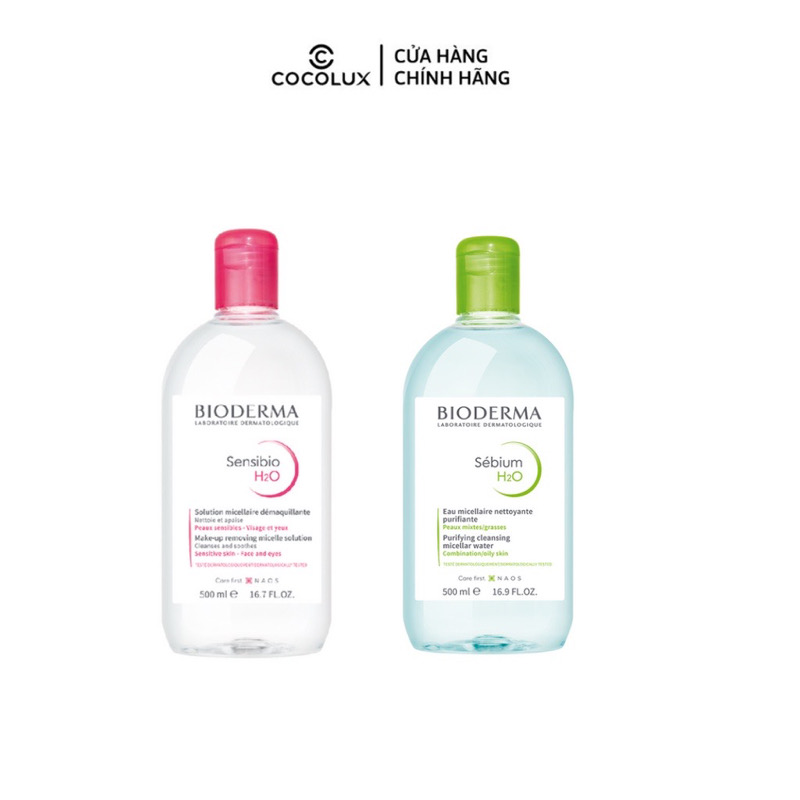 COCOLUX
CỬA HÀNG
CHÍNH HÃNG
BIODERMA
LABORATOIRE DERMATOLOGIQUE
Sensibio
H2O
Solution micellaire démaquillante
Nettoie et apaise
Peaux sensibles - Visage et yeux
Make-up removing micelle solution
Cleanses and soothes
Sensitive skin - Face and eyes
Care first NAOS
500 ml ℮ 16.7 FL.OZ.
BIODERMA
LABORATOIRE DERMATOLOGIQUE
Sébium
H2O
Eau micellaire nettoyante
purifiante
Peaux mixtes/grasses
Purifying cleansing
micellar water
Combination/oily skin
Care first NAOS
500 ml ℮ 16.9 FL.OZ.